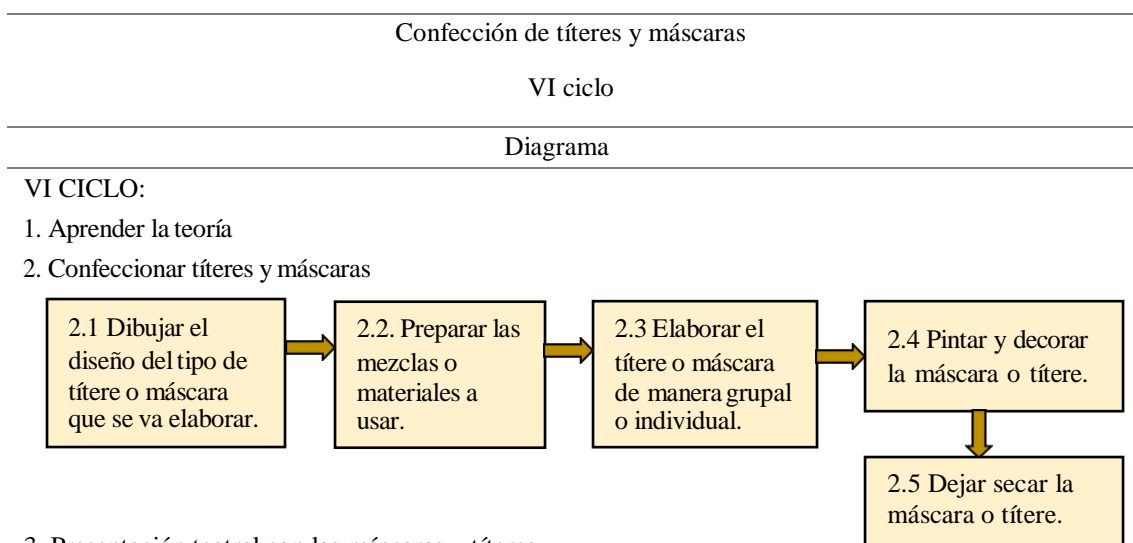 Confección de títeres y máscaras
VI ciclo
Diagrama
VI CICLO:
1. Aprender la teoría
2. Confeccionar títeres y máscaras
2.1 Dibujar el
diseño del tipo de
títere o máscara
que se va elaborar.
2.2. Preparar las
mezclas o
materiales a
usar.
2.3 Elaborar el
títere o máscara
de manera grupal
o individual.
2.4 Pintar y decorar
la máscara o títere.
2.5 Dejar secar la
máscara o títere.